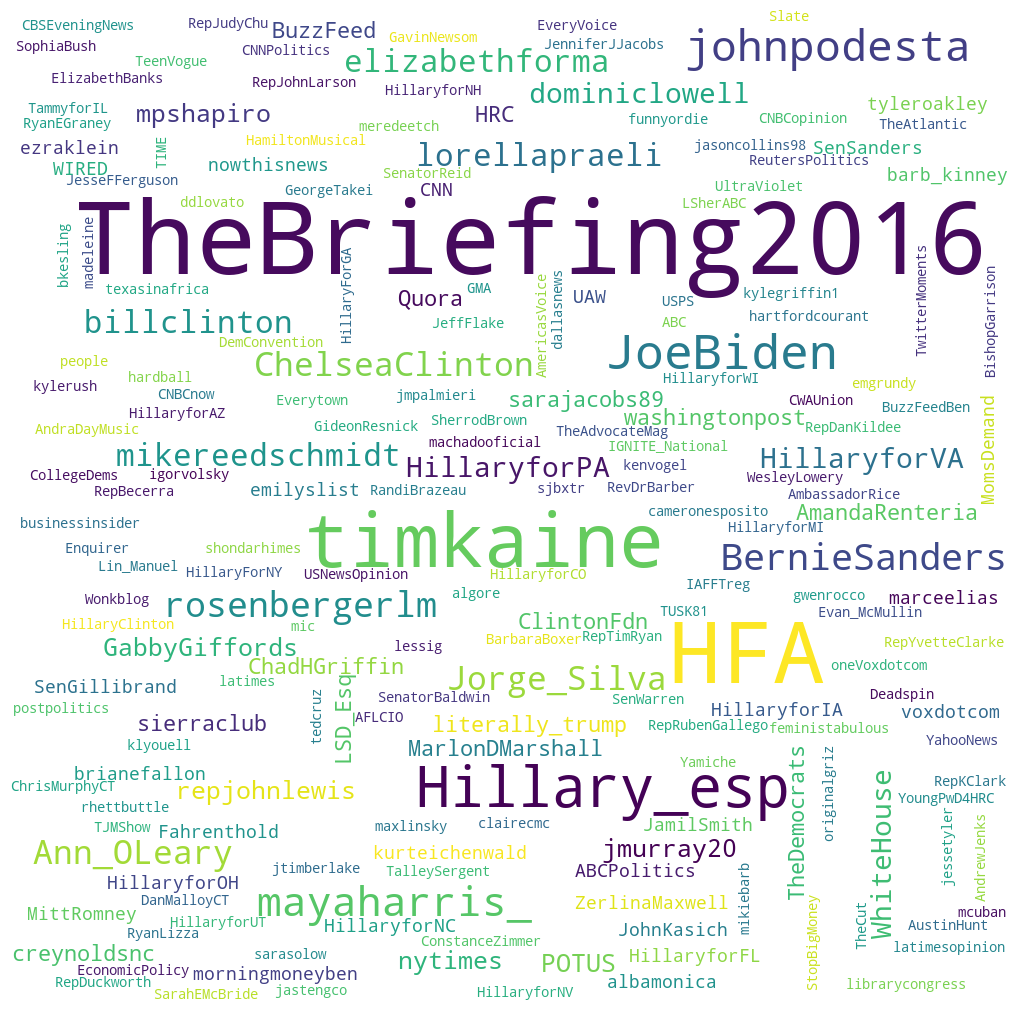 CBSEveningNews
RepJudyChu
BuzzFeed
GavinNewsom
EveryVoice
Slate
SophiaBush
CNNPolitics
elizabethforma
JenniferJJacobs
johnpodesta
TeenVogue
ElizabethBanks
RepJohnLarson
HillaryforNH
dominiclowell
TammyforIL
mpshapiro
HRC
tyleroakley
RyanEGraney
meredeetch
funnyordie
CNBCopinion
TheAtlantic
ezraklein
TIME
HamiltonMusical
lorellapraeli
jasoncollins98
SenSanders
WIRED
nowthisnews
SenatorReid
ReutersPolitics
barb_kinney
JesseFFerguson
GeorgeTakei
CNN
UltraViolet
ddlovato
LSherABC
TheBriefing2016
bkesling
madeleine
texasinafrica
HillaryForGA
Quora
GMA
AmericasVoice
dallasnews
UAW
USPS
kylegriffin1
TwitterMoments
BishopGarrison
billclinton
JeffFlake
ABC
hartfordcourant
DemConvention
JoeBiden
people
ChelseaClinton
kylerush
hardball
HillaryforWI
emgrundy
CNBCnow
Everytown
jmpalmieri
sarajacobs89
CWAUnion
BuzzFeedBen
HillaryforAZ
washingtonpost
MomsDemand
AndraDayMusic
GideonResnick
SherrodBrown
TheAdvocateMag
RepDanKildee
mikereedschmidt
machadooficial
IGNITE_National
HillaryforVA
CollegeDems
igorvolsky
HillaryforPA
kenvogel
WesleyLowery
RepBecerra
emilyslist
RandiBrazeau
sjbxtr
RevDrBarber
AmbassadorRice
businessinsider
timkaine
cameronesposito
AmandaRenteria
HillaryforMI
Enquirer
shondarhimes
BernieSanders
Lin_Manuel
HillaryForNY
USNewsOpinion
HillaryforCO
IAFFTreg
Wonkblog
rosenbergerlm
algore
gwenrocco
marceelias
HillaryClinton
mic
ClintonFdn
TUSK81
Evan_McMullin
GabbyGiffords
lessig
BarbaraBoxer
RepTimRyan
HFA
RepYvetteClarke
ChadHGriffin
oneVoxdotcom
SenGillibrand
latimes
LSD_Esq
Jorge_Silva
SenatorBaldwin
SenWarren
Deadspin
postpolitics
tedcruz
HillaryforIA
voxdotcom
sierraclub
AFLCIO
literally_trump
RepRubenGallego
feministabulous
klyouell
MarlonDMarshall
YahooNews
brianefallon
Yamiche
TheDemocrats
originalgriz
WhiteHouse
ChrisMurphyCT
repjohnlewis
Hillary_esp
RepKClark
rhettbuttle
YoungPwD4HRC
TJMShow
Fahrenthold
maxlinsky
clairecmc
JamilSmith
jessetyler
AndrewJenks
Ann_OLeary
kurteichenwald
jmurray2O
jtimberlake
TalleySergent
ABCPolitics
HillaryforOH
DanMalloyCT
mayaharris_
ZerlinaMaxwell
mikiebarb
MittRomney
HillaryforUT
HillaryforNC
JohnKasich
StopBigMoney
TheCut
mcuban
AustinHunt
RyanLizza
ConstanceZimmer
creynoldsnc
sarasolow
nytimes
POTUS
HillaryforFL
latimesopinion
EconomicPolicy
morningmoneyben
RepDuckworth
albamonica
librarycongress
SarahEMcBride
jastengco
HillaryforNV